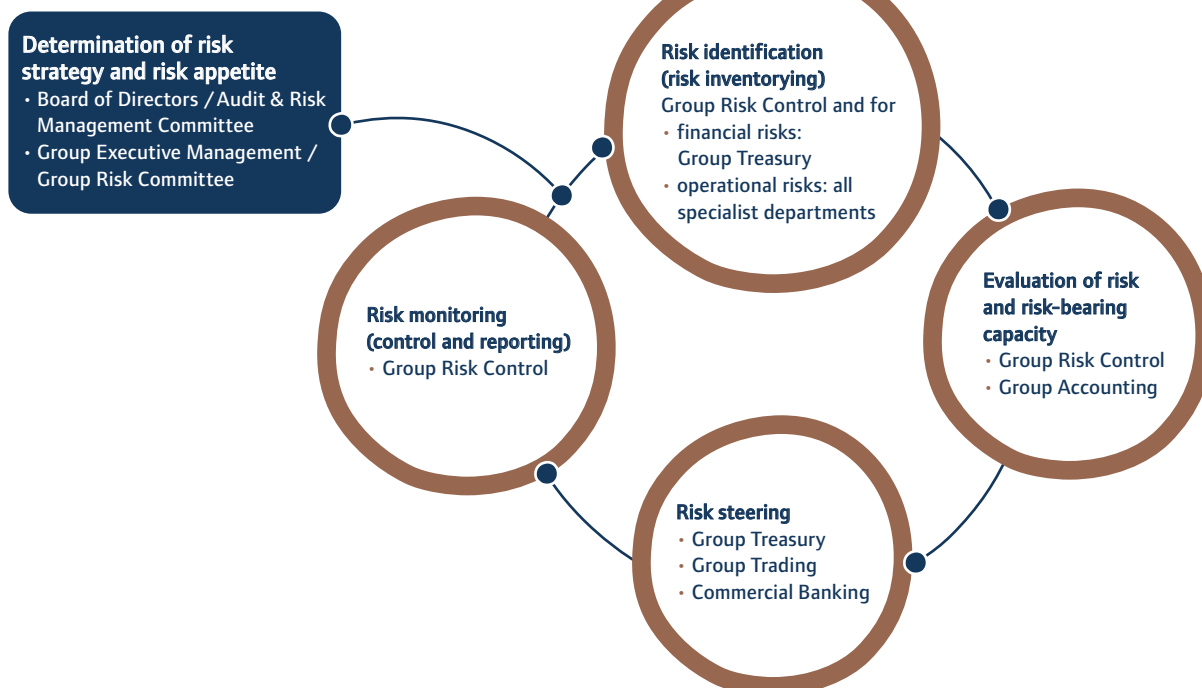 Determination of risk
strategy and risk appetite
· Board of Directors / Audit & Risk
Management Committee
· Group Executive Management /
Group Risk Committee
Risk identification
(risk inventorying)
Group Risk Control and for
· financial risks:
Group Treasury
· operational risks: all
specialist departments
Evaluation of risk
and risk-bearing
capacity
· Group Risk Control
· Group Accounting
Risk steering
· Group Treasury
· Group Trading
· Commercial Banking
Risk monitoring
(control and reporting)
· Group Risk Control